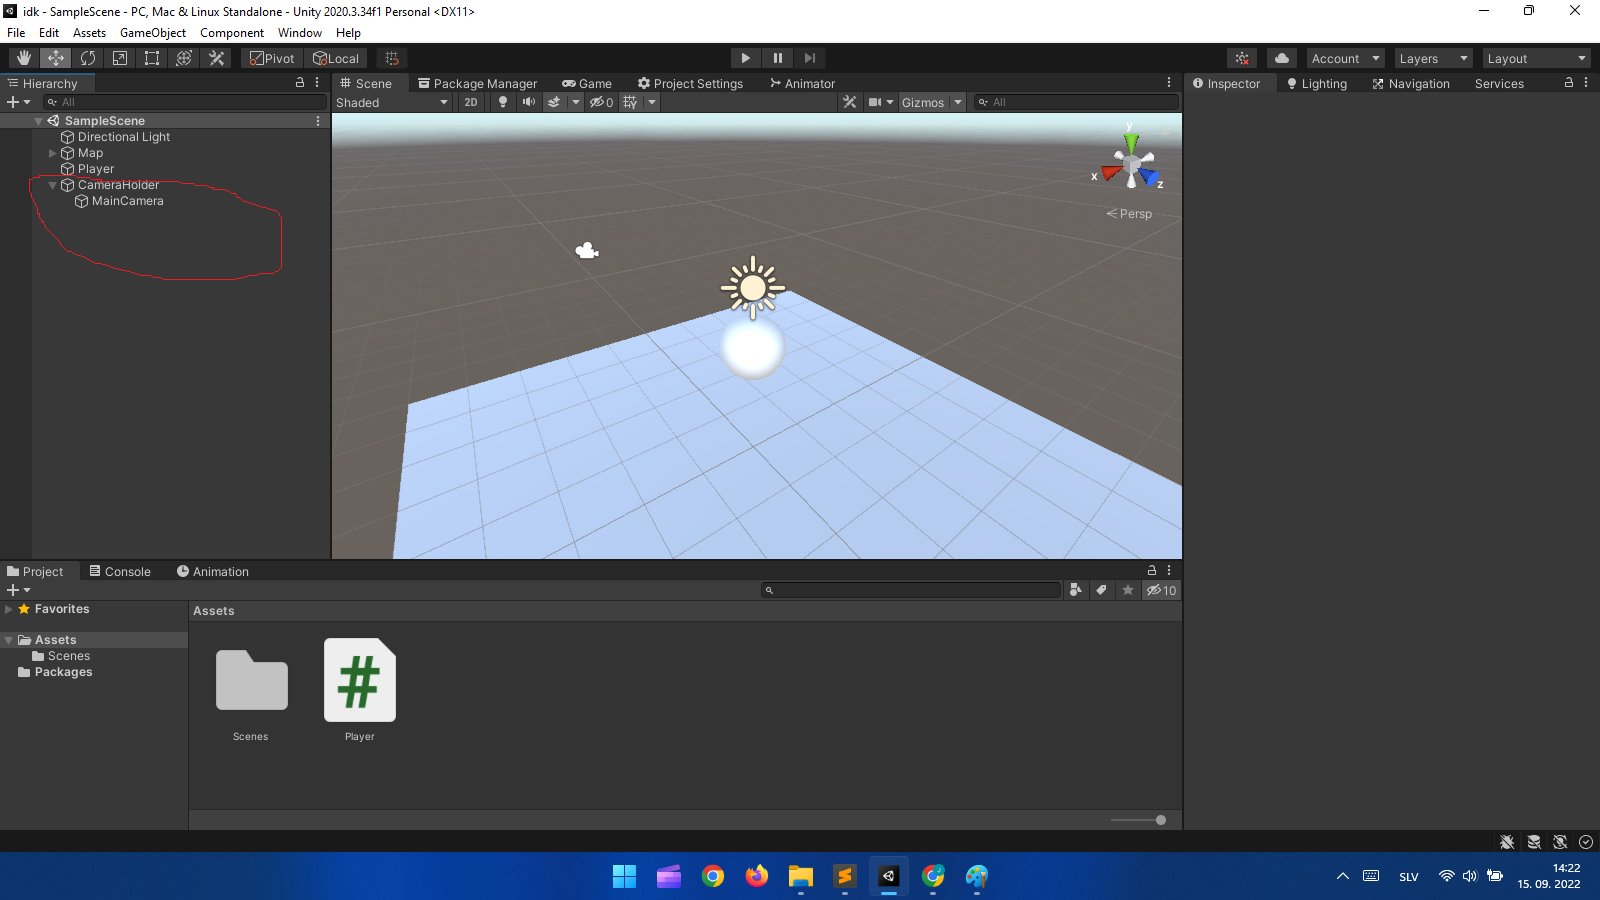 idk - SampleScene - PC, Mac & Linux Standalone - Unity 2020.3.34f1 Personal <DX11>
File Edit Assets GameObject Component Window Help
Pivot Local Account Layers Layout
Hierarchy
All
SampleScene
Directional Light
Map
Player
CameraHolder
MainCamera
Scene Package Manager Game Project Settings Animator
Shaded 2D 0 Gizmos All
y
x
z
Persp
Inspector Lighting Navigation Services
Project Console Animation
10
Favorites
Assets
Scenes
Packages
Assets
Scenes Player
SLV
14:22
15. 09. 2022